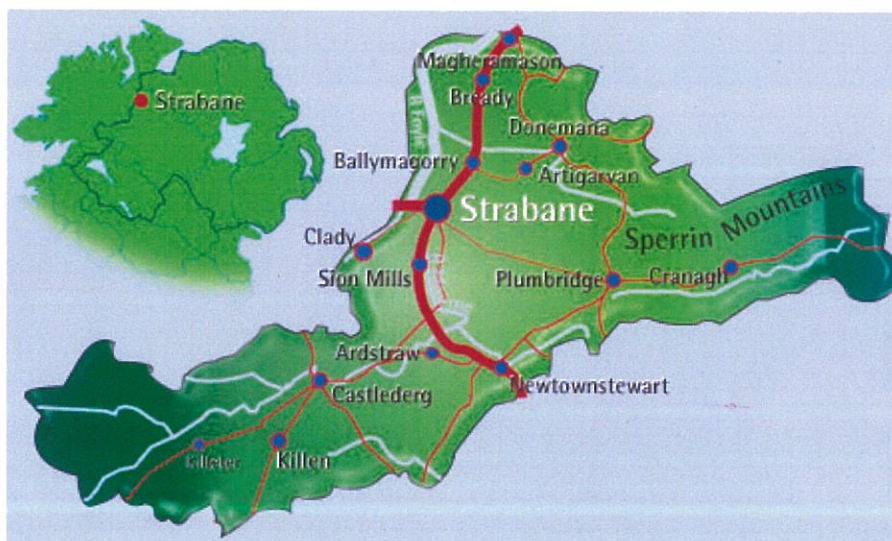 Strabane
Magheramason
Bready
R Foyle
Donemana
Ballymagorry
Artigarvan
Strabane
Sperrin Mountains
Clady
Sion Mills
Plumbridge
Cranagh
Ardstraw
Newtownstewart
Castlederg
Killeter
Killen